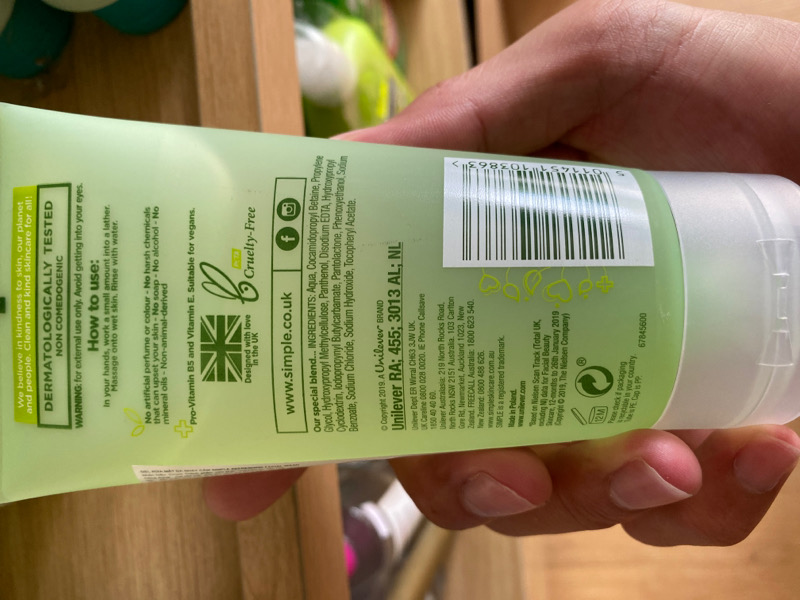 We believe in kindness to skin, our planet
and people. Clean and kind skincare for all!
DERMATOLOGICALLY TESTED
NON COMEDOGENIC
WARNING: for external use only. Avoid getting into your eyes.
How to use:
In your hands, work a small amount into a lather.
Massage onto wet skin. Rinse with water.
No artificial perfume or colour - No harsh chemicals
that can upset your skin - No soap - No alcohol - No
mineral oils - Non-animal-derived
Pro-Vitamin B5 and Vitamin E. Suitable for vegans.
Designed with love
in the UK
PETA
Cruelty-Free
www.simple.co.uk
Our special blend... INGREDIENTS: Aqua, Cocamidopropyl Betaine, Propylene
Glycol, Hydroxypropyl Methylcellulose, Panthenol, Disodium EDTA, Hydroxypropyl
Cyclodextrin, Iodopropynyl Butylcarbamate, Pantolactone, Phenoxyethanol, Sodium
Benzoate, Sodium Chloride, Sodium Hydroxide, Tocopheryl Acetate.
© Copyright 2019. A Unilever BRAND
Unilever RA; 455; 3013 AL; NL
Unilever Dept ER Wirral CH63 3JW UK.
UK Careline 0800 028 0020. IE Phone Callsave
1850 40 40 60.
Unilever Australasia: 219 North Rocks Road,
North Rocks NSW 2151 Australia. 103 Carlton
Gore Rd, Newmarket, Auckland 1023, New
Zealand. FREECALL Australia: 1800 623 540.
New Zealand: 0800 488 626.
www.simpleskincare.com.au
SIMPLE is a registered trademark.
Made in Poland.
www.unilever.com
*Based on Nielsen Scan Track (Total UK,
excluding NI) data for Facial Beauty
Skincare, 12-months to 26th January 2019
(Copyright © 2019, The Nielsen Company)
12M
®
Please check if packaging
is recyclable in your country.
Tube is PE. Cap is PP.
67845600
5 011451 103863 >